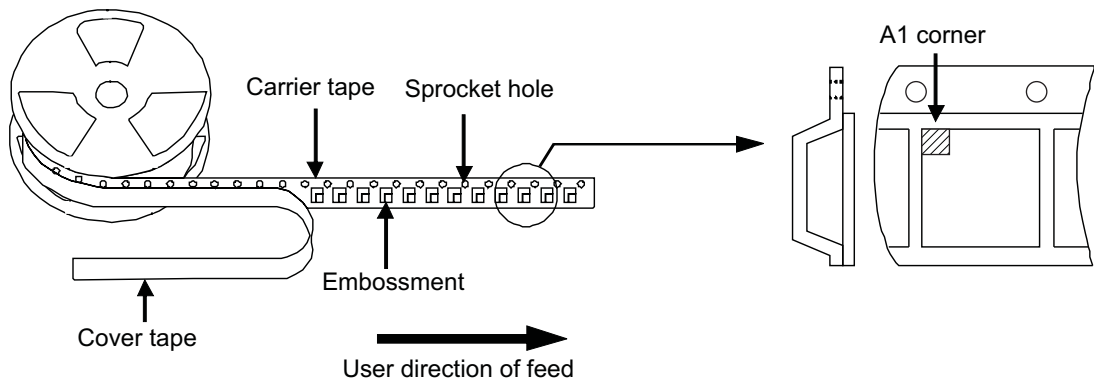 A1 corner
Carrier tape
Sprocket hole
Embossment
Cover tape
User direction of feed